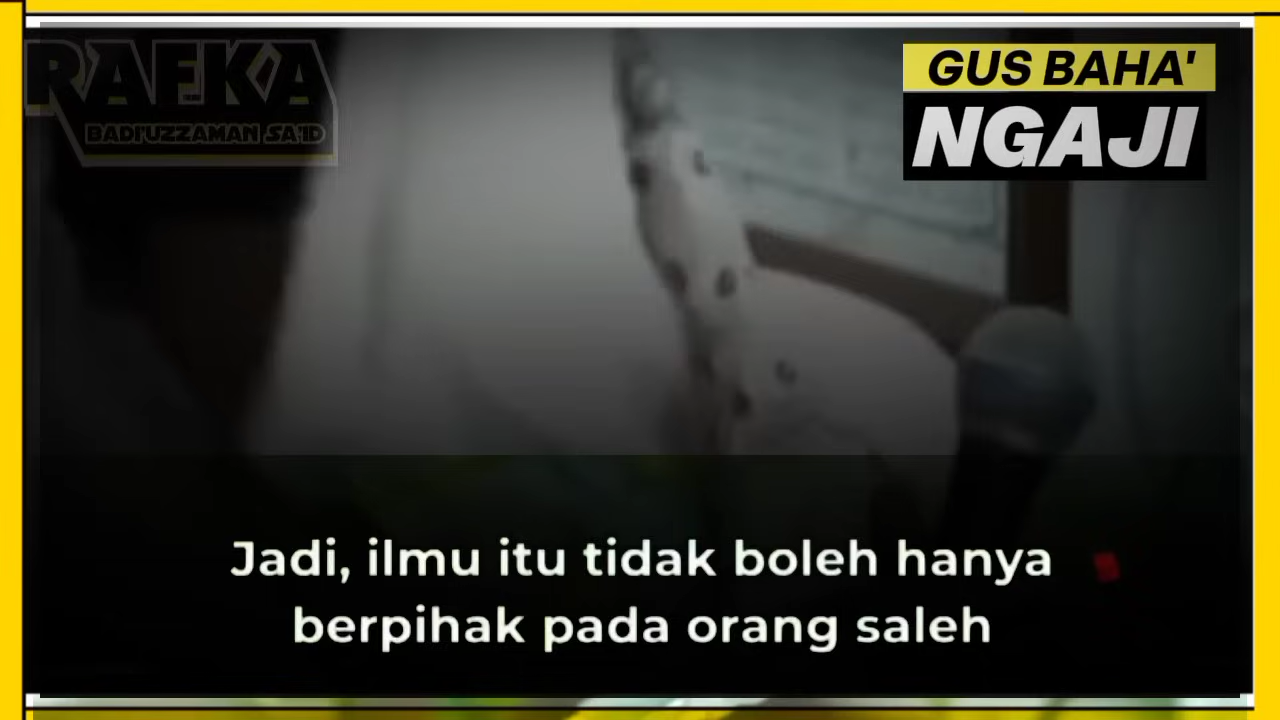 RAFKA
BADI'UZZAMAN SA'ID
GUS BAHA'
NGAJI
Jadi, ilmu itu tidak boleh hanya
berpihak pada orang saleh